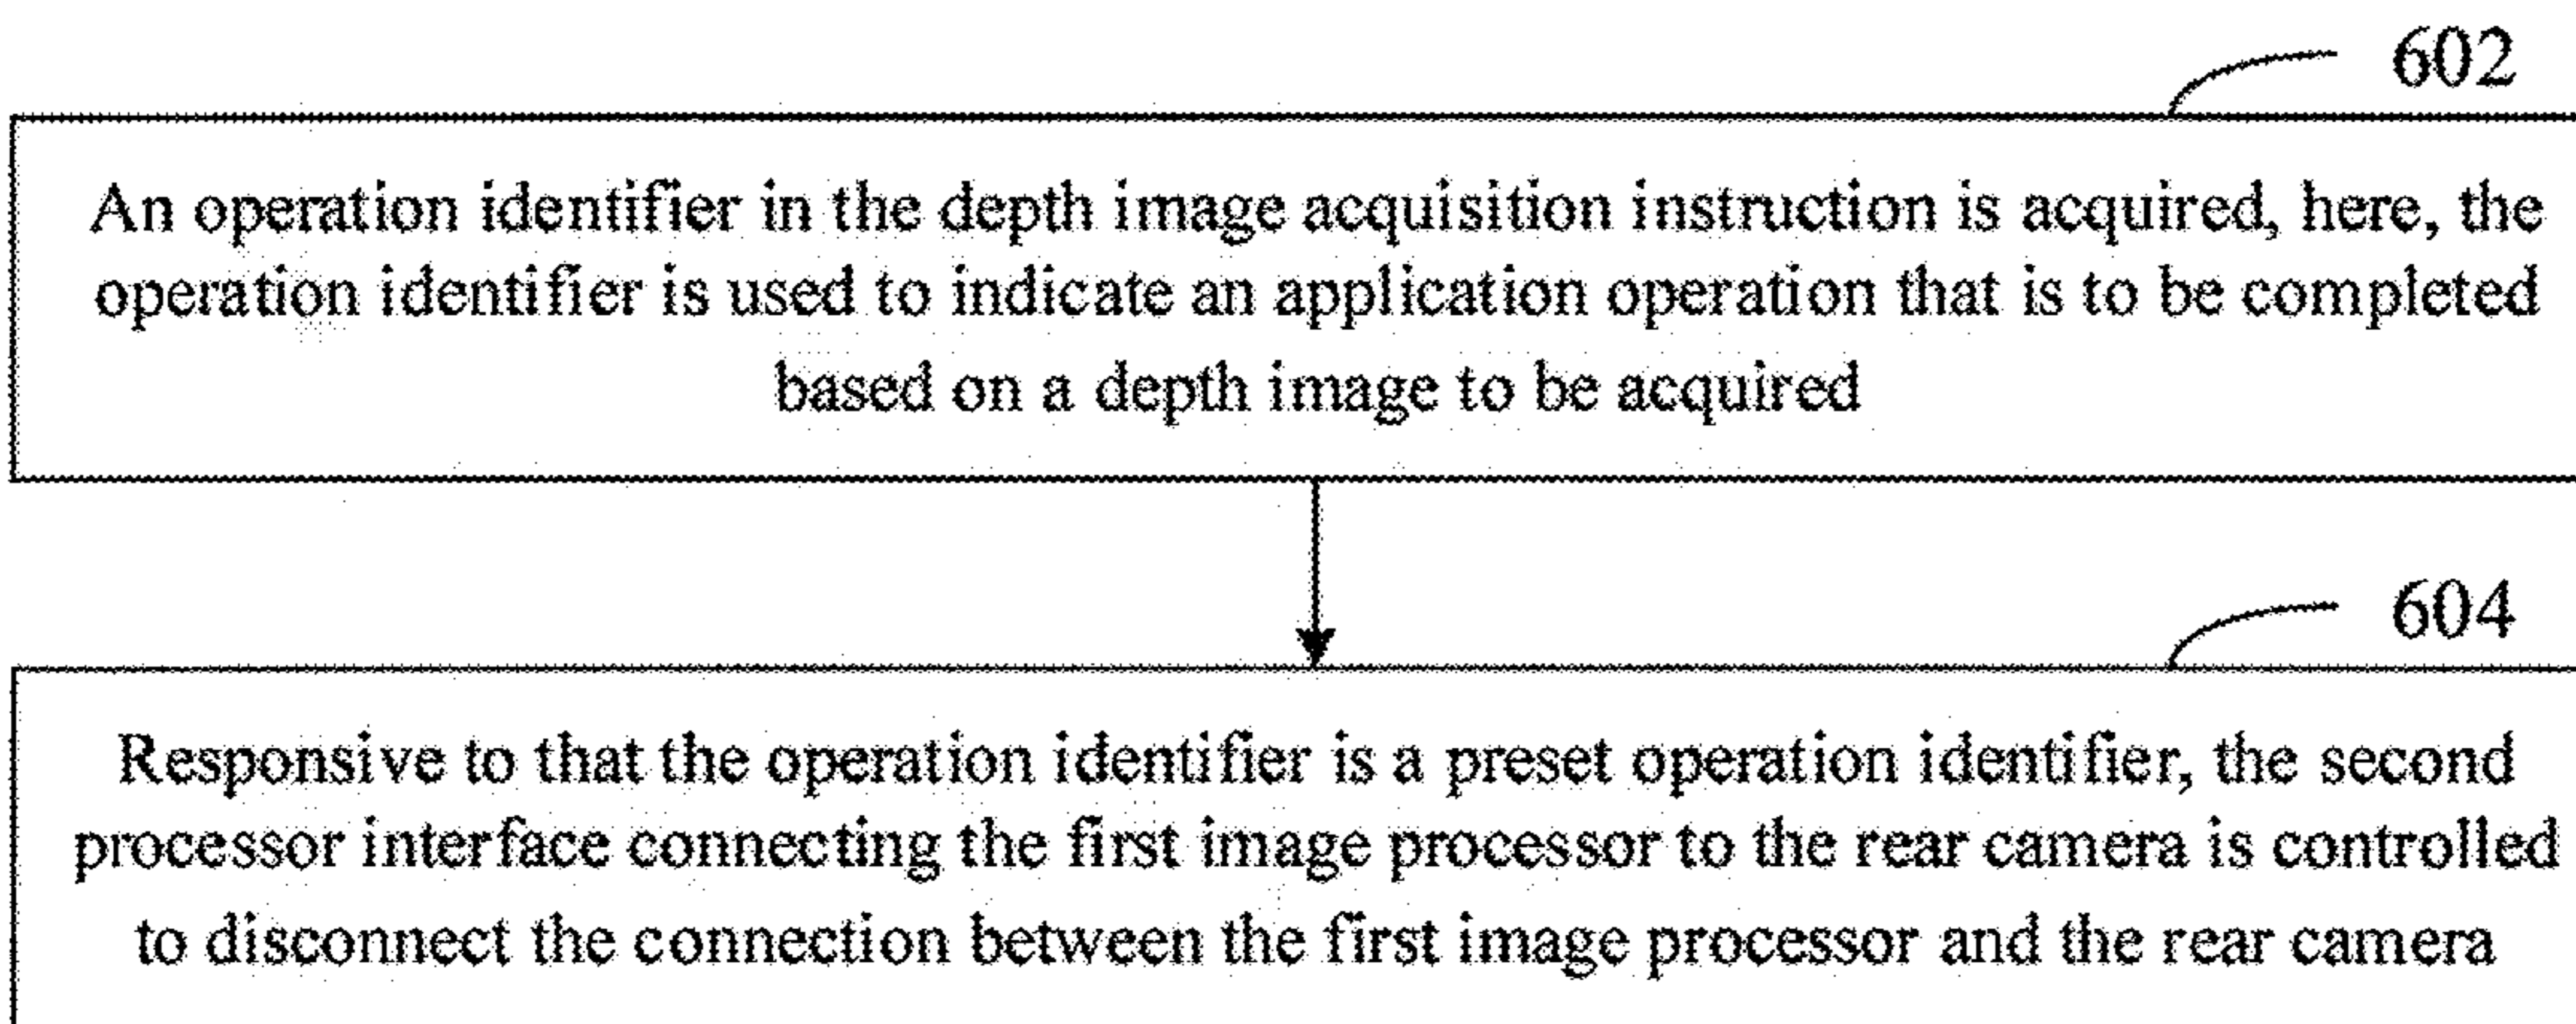 602
An operation identifier in the depth image acquisition instruction is acquired, here, the
operation identifier is used to indicate an application operation that is to be completed
based on a depth image to be acquired
604
Responsive to that the operation identifier is a preset operation identifier, the second
processor interface connecting the first image processor to the rear camera is controlled
to disconnect the connection between the first image processor and the rear camera